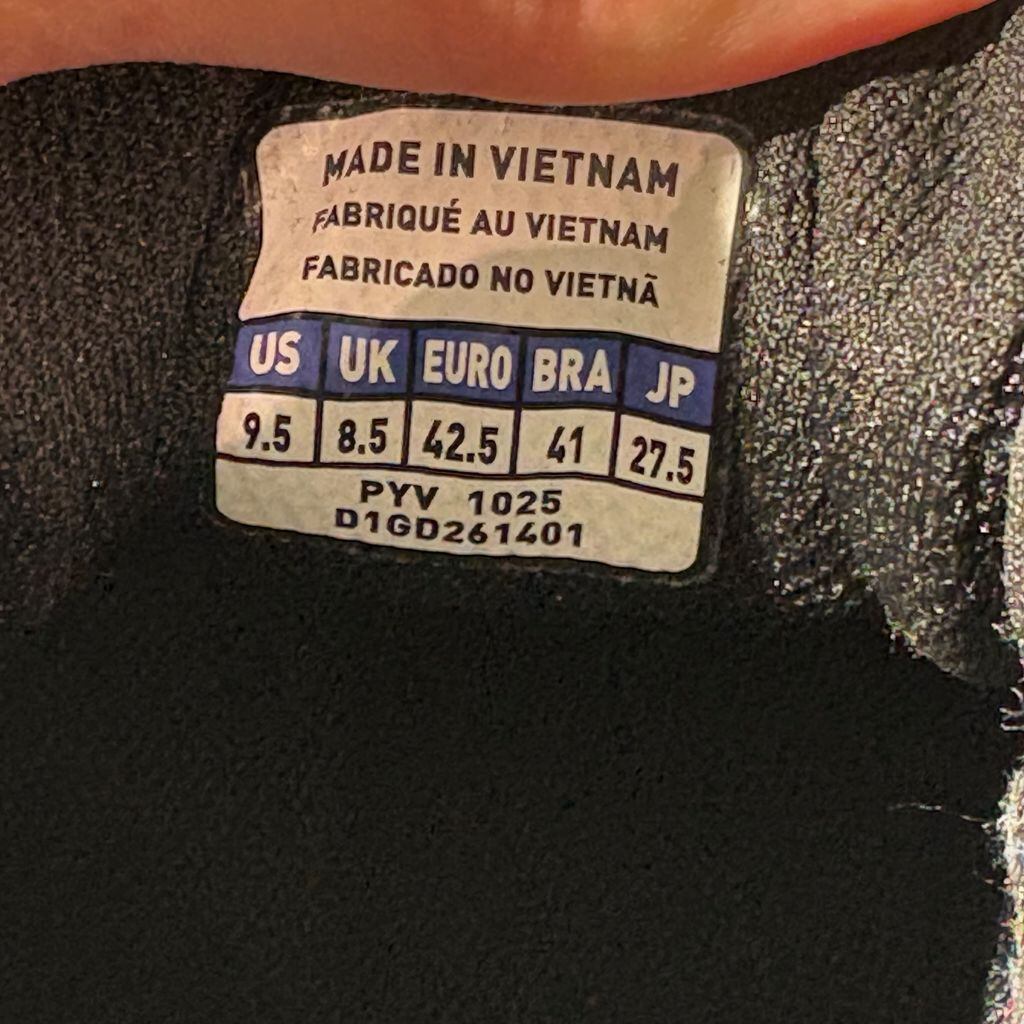 MADE IN VIETNAM
FABRIQUÉ AU VIETNAM
FABRICADO NO VIETNÃ
US UK EURO BRA JP
9.5 8.5 42.5 41 27.5
PYV 1025
D1GD261401